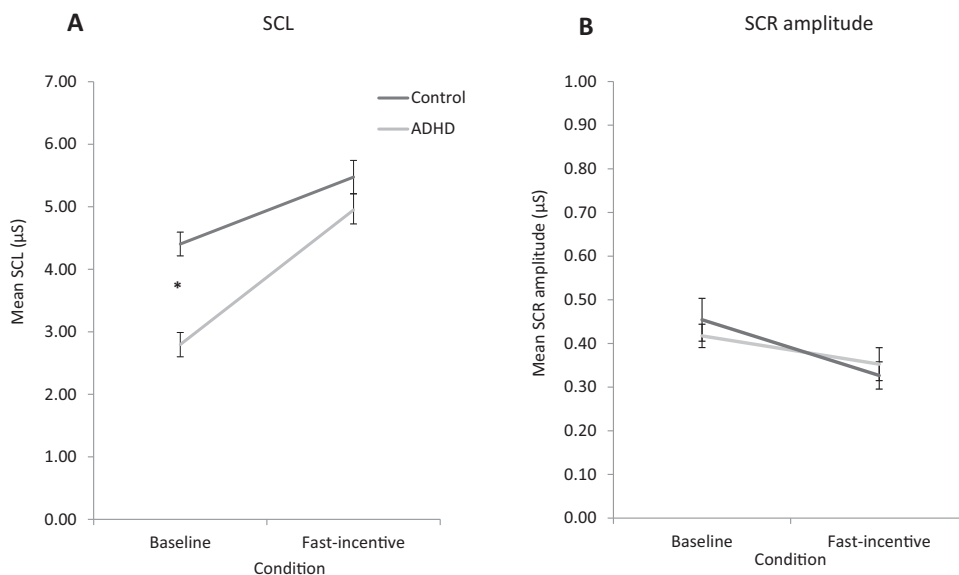 A
SCL
Mean SCL (µS)
7.00
6.00
5.00
4.00
3.00
2.00
1.00
0.00
Control
ADHD
*
Baseline
Fast-incentive
Condition
B
SCR amplitude
Mean SCR amplitude (µS)
1.00
0.90
0.80
0.70
0.60
0.50
0.40
0.30
0.20
0.10
0.00
Baseline
Fast-incentive
Condition